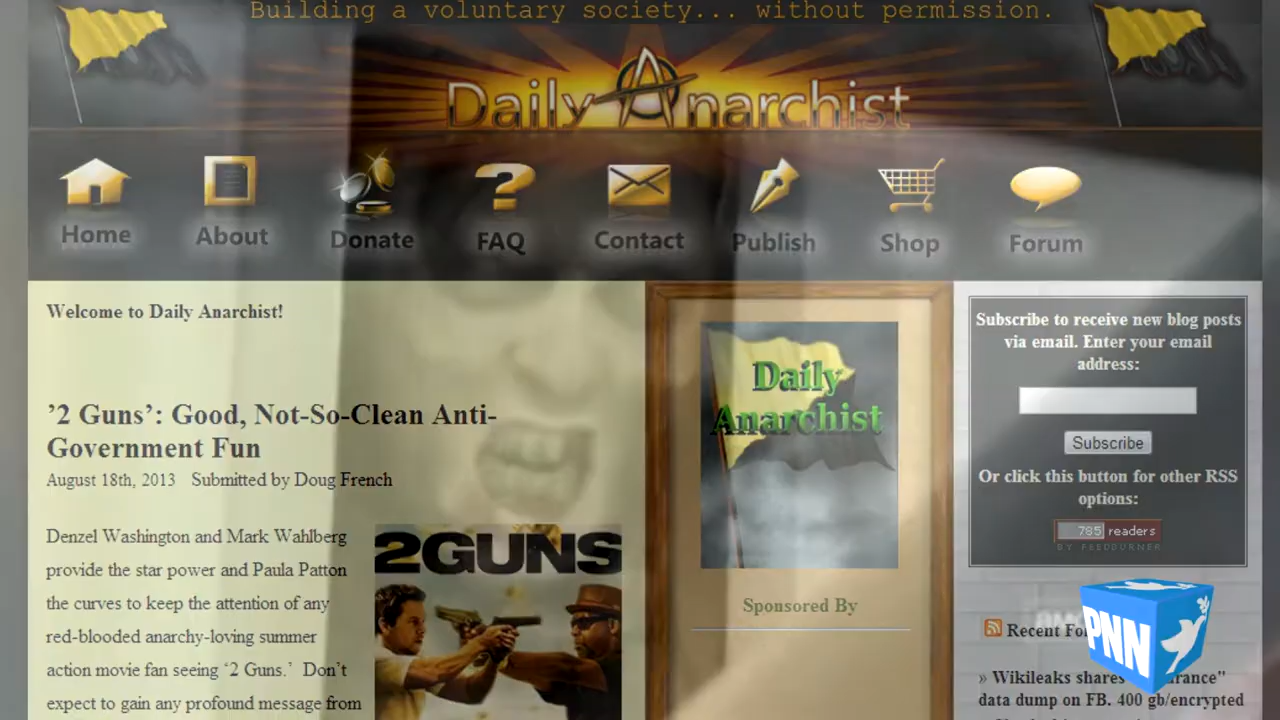 Building a voluntary society... without permission.
Daily Anarchist
Home
About
Donate
FAQ
Contact
Publish
Shop
Forum
Welcome to Daily Anarchist!
’2 Guns’: Good, Not-So-Clean Anti-
Government Fun
August 18th, 2013 Submitted by Doug French
Denzel Washington and Mark Wahlberg
provide the star power and Paula Patton
the curves to keep the attention of any
red-blooded anarchy-loving summer
action movie fan seeing ‘2 Guns.’ Don’t
expect to gain any profound message from
2GUNS
Daily
Anarchist
Sponsored By
Subscribe to receive new blog posts
via email. Enter your email
address:
Subscribe
Or click this button for other RSS
options:
785 readers
BY FEEDBURNER
Recent
» Wikileaks shares
data dump on FB. 400 gb/encrypted
PNN